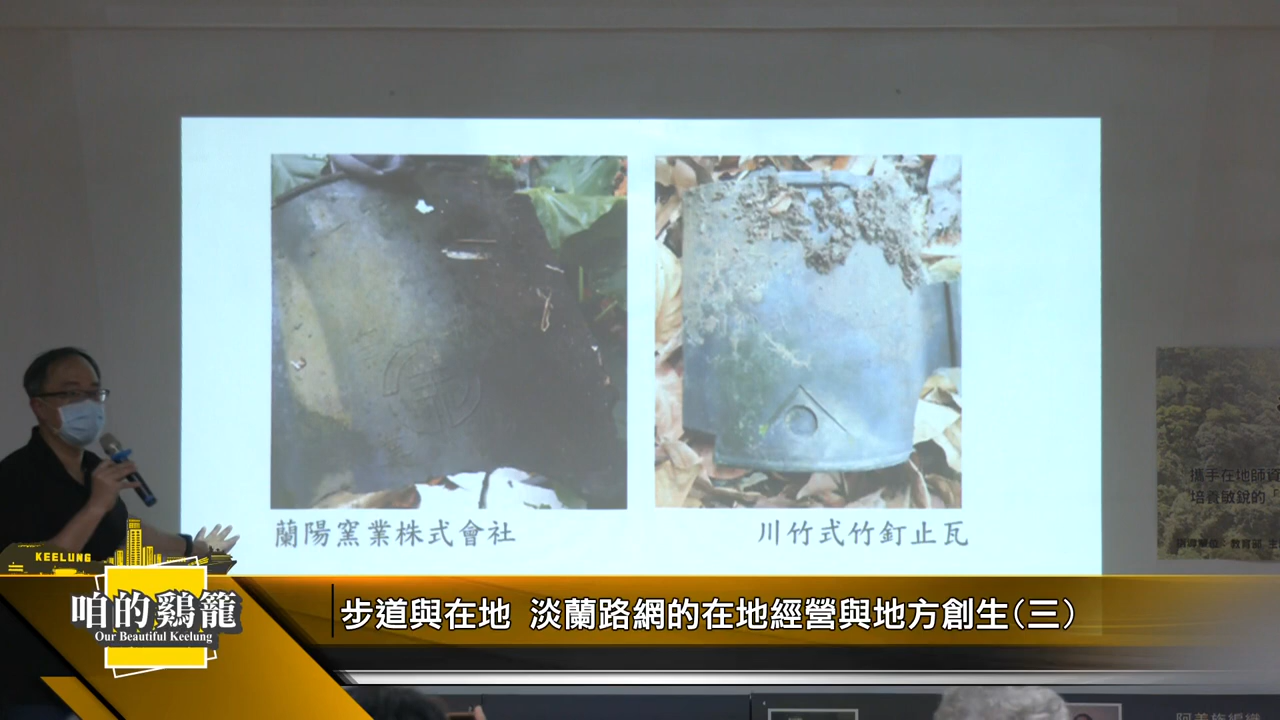 蘭陽窯業株式會社
川竹式竹釘止瓦
攜手在地師資
培養敏銳的
KEELUNG
咱的鷄籠
Our Beautiful Keelung
步道與在地 淡蘭路網的在地經營與地方創生(三)